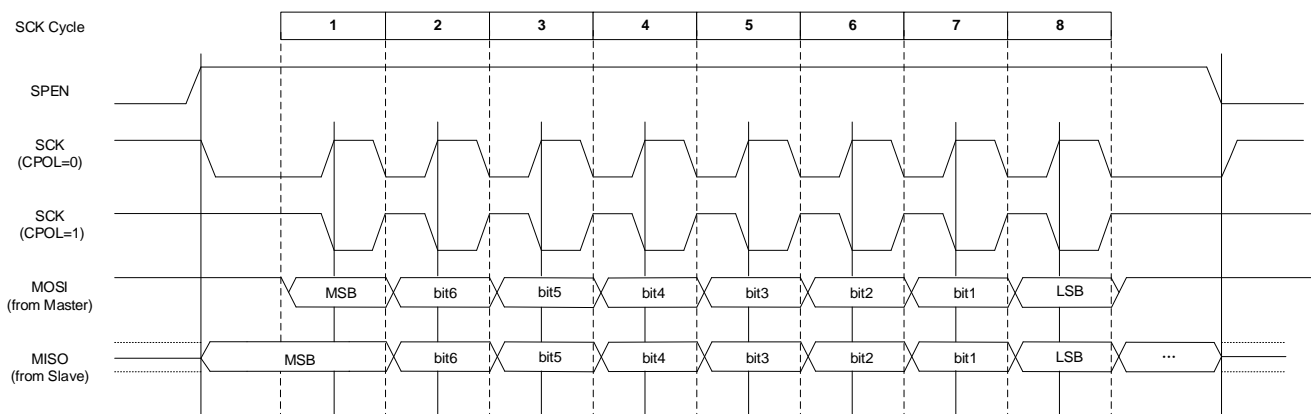 SCK Cycle 1 2 3 4 5 6 7 8
SPEN
SCK
(CPOL=0)
SCK
(CPOL=1)
MOSI
(from Master)
MSB bit6 bit5 bit4 bit3 bit2 bit1 LSB
MISO
(from Slave)
MSB bit6 bit5 bit4 bit3 bit2 bit1 LSB ...